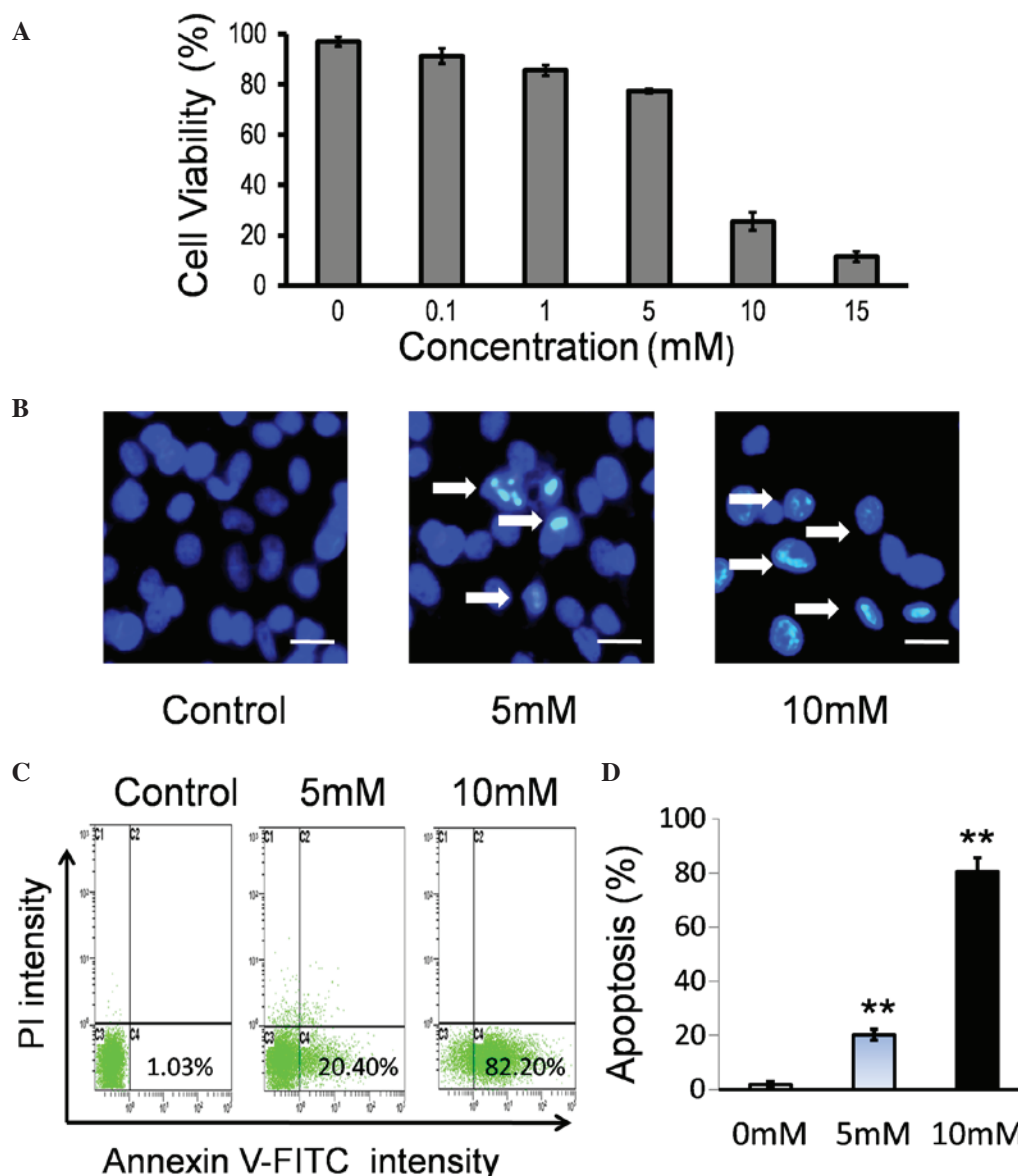 A
Cell Viability (%)
100
80
60
40
20
0
0 0.1 1 5 10 15
Concentration (mM)
B
Control 5mM 10mM
C
Control 5mM 10mM
PI intensity
C1 C2 C1 C2 C1 C2
C3 C4 C3 C4 C3 C4
1.03% 20.40% 82.20%
Annexin V-FITC intensity
D
Apoptosis (%)
100
80
60
40
20
0
** **
0mM 5mM 10mM